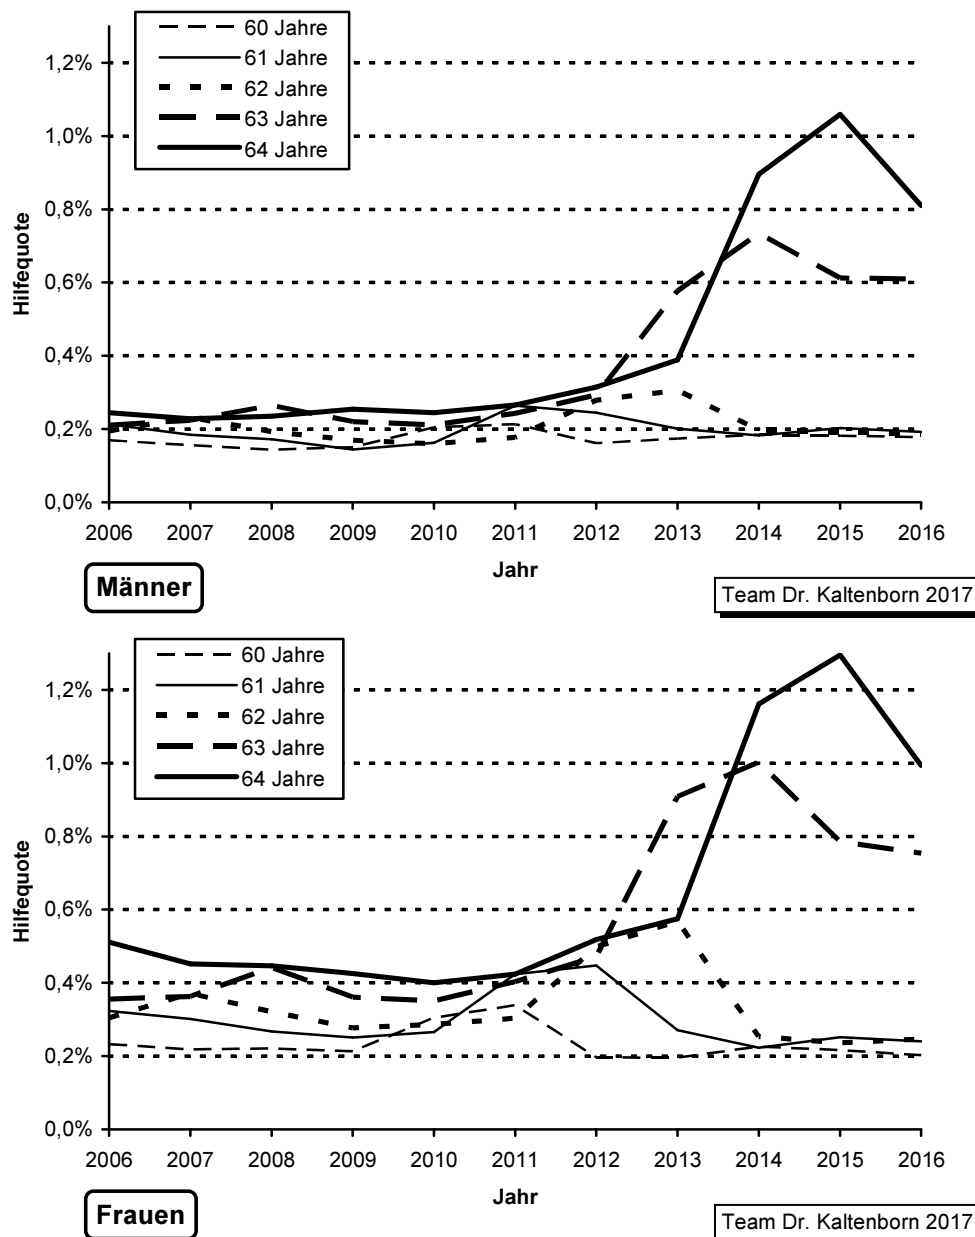 60 Jahre
61 Jahre
62 Jahre
63 Jahre
64 Jahre
1,2%
1,0%
0,8%
0,6%
0,4%
0,2%
0,0%
Hilfequote
2006 2007 2008 2009 2010 2011 2012 2013 2014 2015 2016
Jahr
Männer
Team Dr. Kaltenborn 2017
60 Jahre
61 Jahre
62 Jahre
63 Jahre
64 Jahre
1,2%
1,0%
0,8%
0,6%
0,4%
0,2%
0,0%
Hilfequote
2006 2007 2008 2009 2010 2011 2012 2013 2014 2015 2016
Jahr
Frauen
Team Dr. Kaltenborn 2017